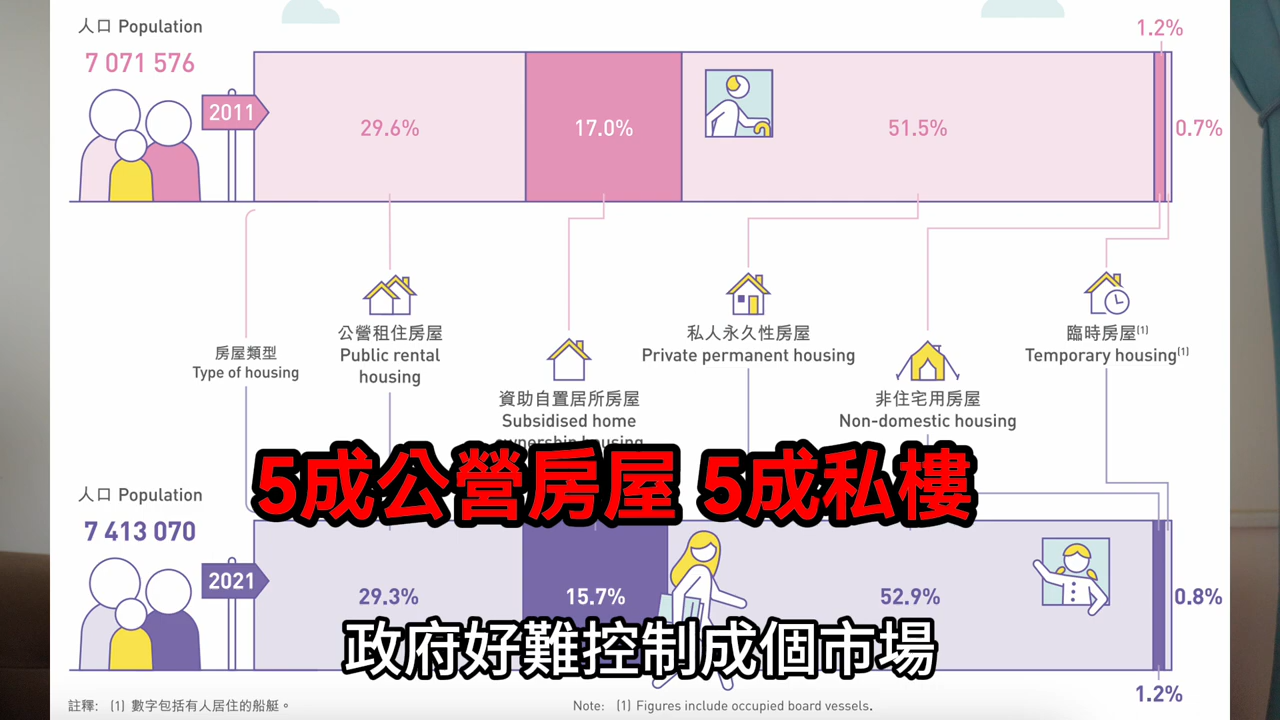 人口 Population
7 071 576
1.2%
2011
29.6%
17.0%
51.5%
0.7%
房屋類型
Type of housing
公營租住房屋
Public rental
housing
資助自置居所房屋
Subsidised home
ownership housing
私人永久性房屋
Private permanent housing
非住宅用房屋
Non-domestic housing
臨時房屋(1)
Temporary housing(1)
5成公營房屋 5成私樓
人口 Population
7 413 070
2021
29.3%
15.7%
52.9%
0.8%
政府好難控制成個市場
1.2%
註釋: (1) 數字包括有人居住的船艇。
Note: (1) Figures include occupied board vessels.